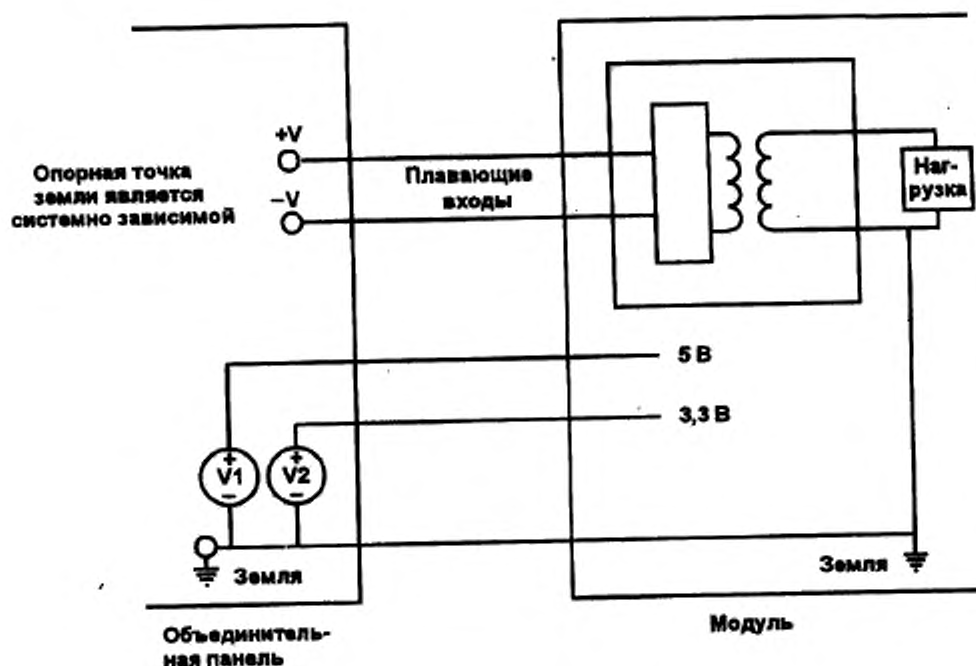 Опорная точка
земли является
системно зависимой
+V
–V
Плавающие
входы
Наг-
рузка
5 В
3,3 В
+
V1
–
+
V2
–
Земля
Земля
Объединитель-
ная панель
Модуль